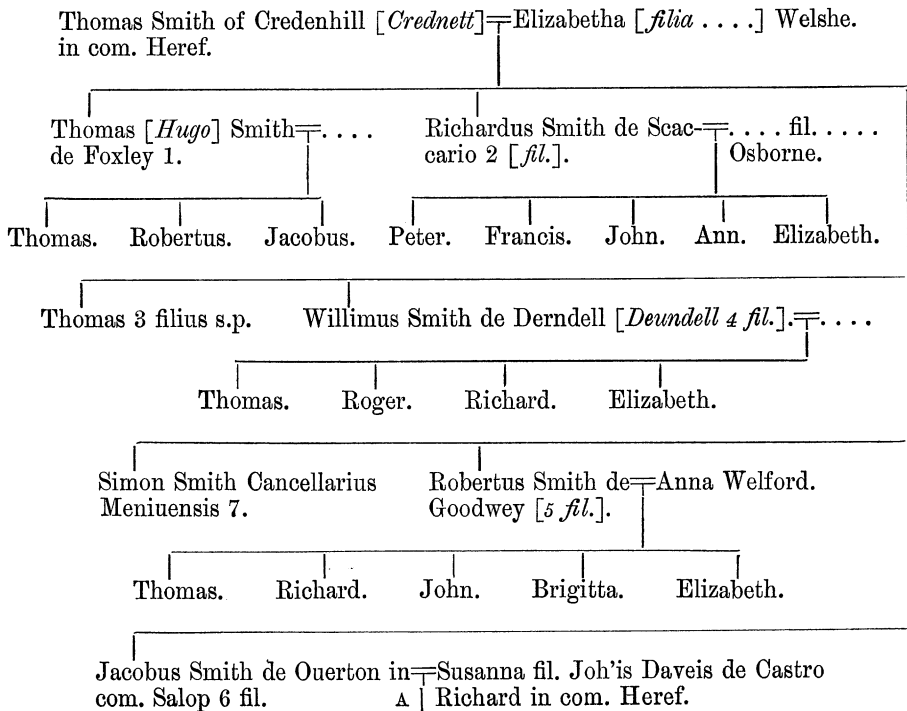 Thomas Smith of Credenhill [Crednett]=Elizabetha [filia . . . .] Welshe.
in com. Heref.
Thomas [Hugo] Smith=. . . .
de Foxley 1.
Richardus Smith de Scac-=. . . . fil. . . . . .
cario 2 [fil.]. Osborne.
Thomas. Robertus. Jacobus. Peter. Francis. John. Ann. Elizabeth.
Thomas 3 filius s.p. Willimus Smith de Derndell [Deundell 4 fil.].=. . . .
Thomas. Roger. Richard. Elizabeth.
Simon Smith Cancellarius
Meniuensis 7.
Robertus Smith de=Anna Welford.
Goodwey [5 fil.].
Thomas. Richard. John. Brigitta. Elizabeth.
Jacobus Smith de Ouerton in=Susanna fil. Joh'is Daveis de Castro
com. Salop 6 fil. A Richard in com. Heref.